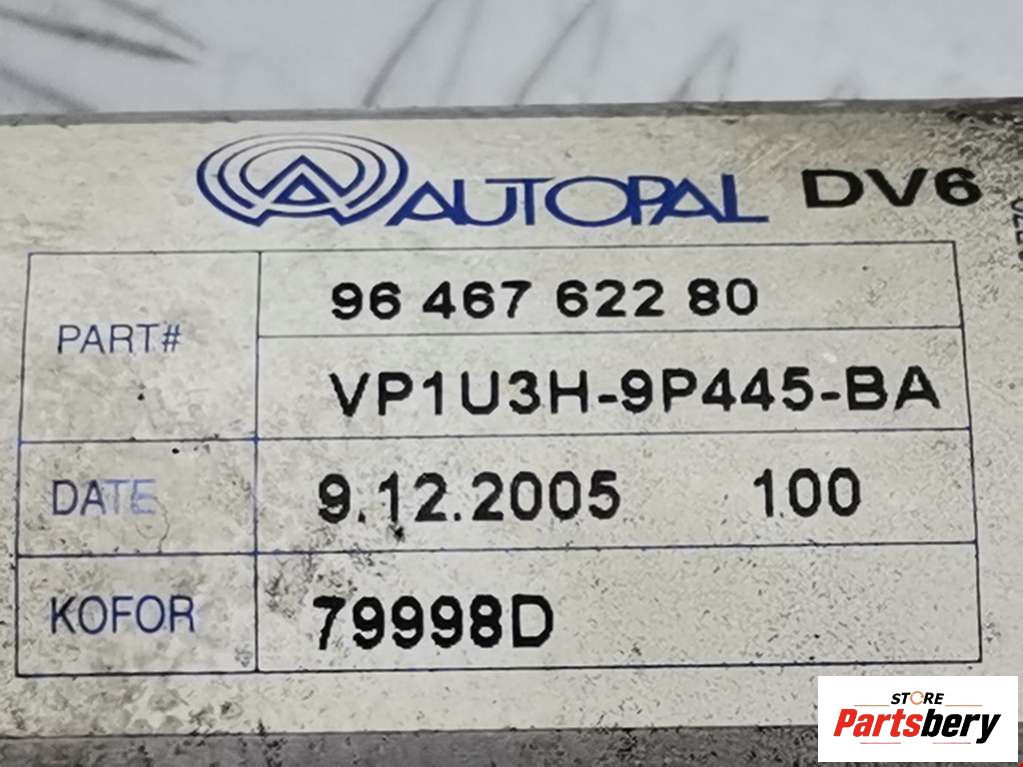 AUTOPAL DV6
PART#
96 467 622 80
VP1U3H-9P445-BA
DATE 9.12.2005 100
KOFOR 79998D
STORE
Partsbery